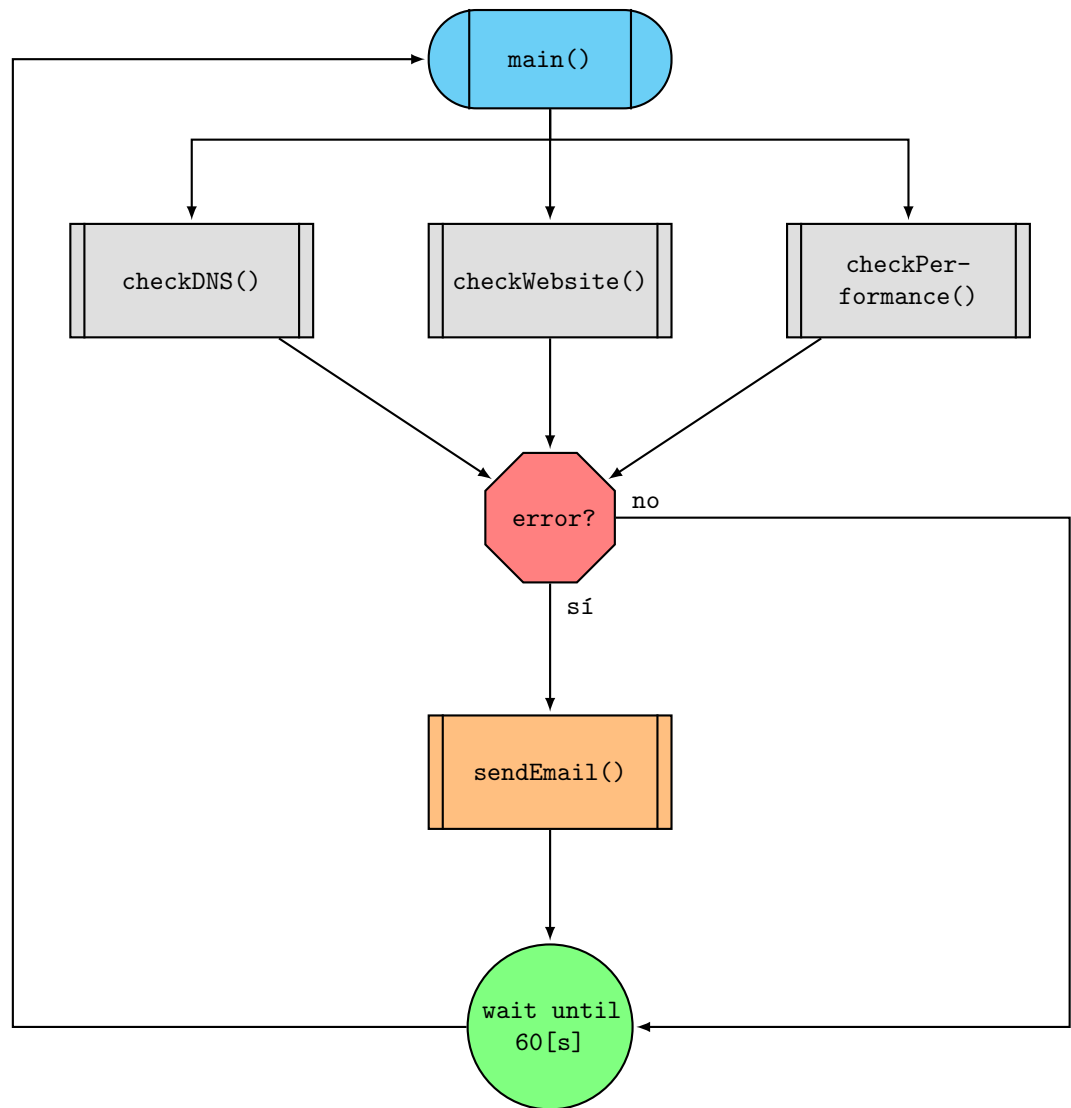 main()
checkDNS()
checkWebsite()
checkPer-
formance()
error?
no
sí
sendEmail()
wait until
60[s]